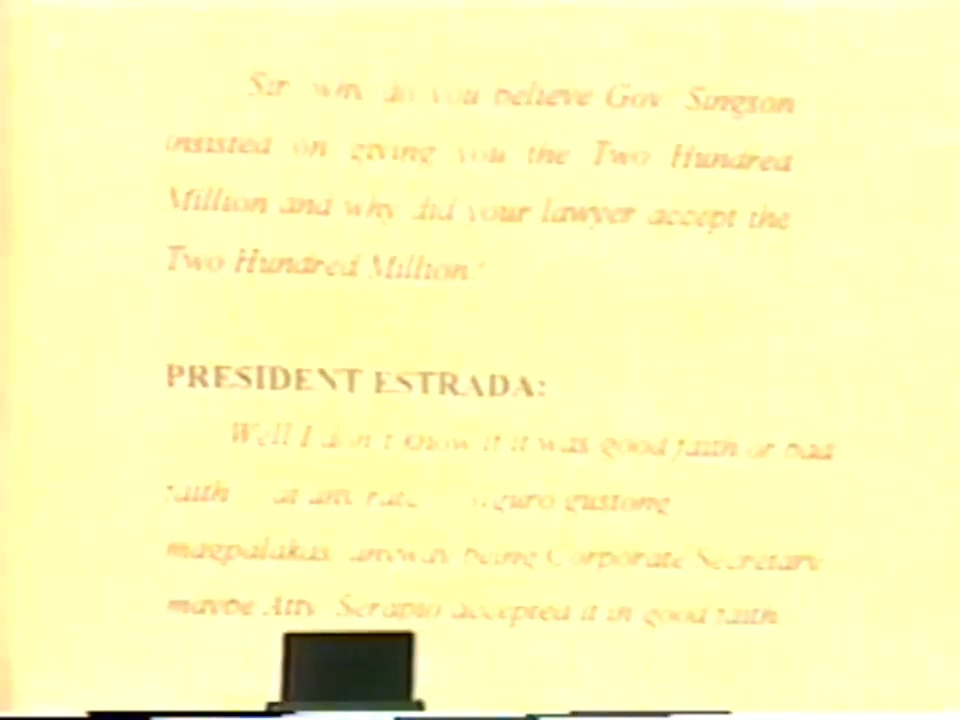 Sir why do you believe Gov Singson
insisted on giving you the Two Hundred
Million and why did your lawyer accept the
Two Hundred Million?
PRESIDENT ESTRADA:
Well I don't know if it was good faith or bad
faith at any rate siguro gustong
magpalakas, anyway being Corporate Secretary
maybe Atty. Serapio accepted it in good faith